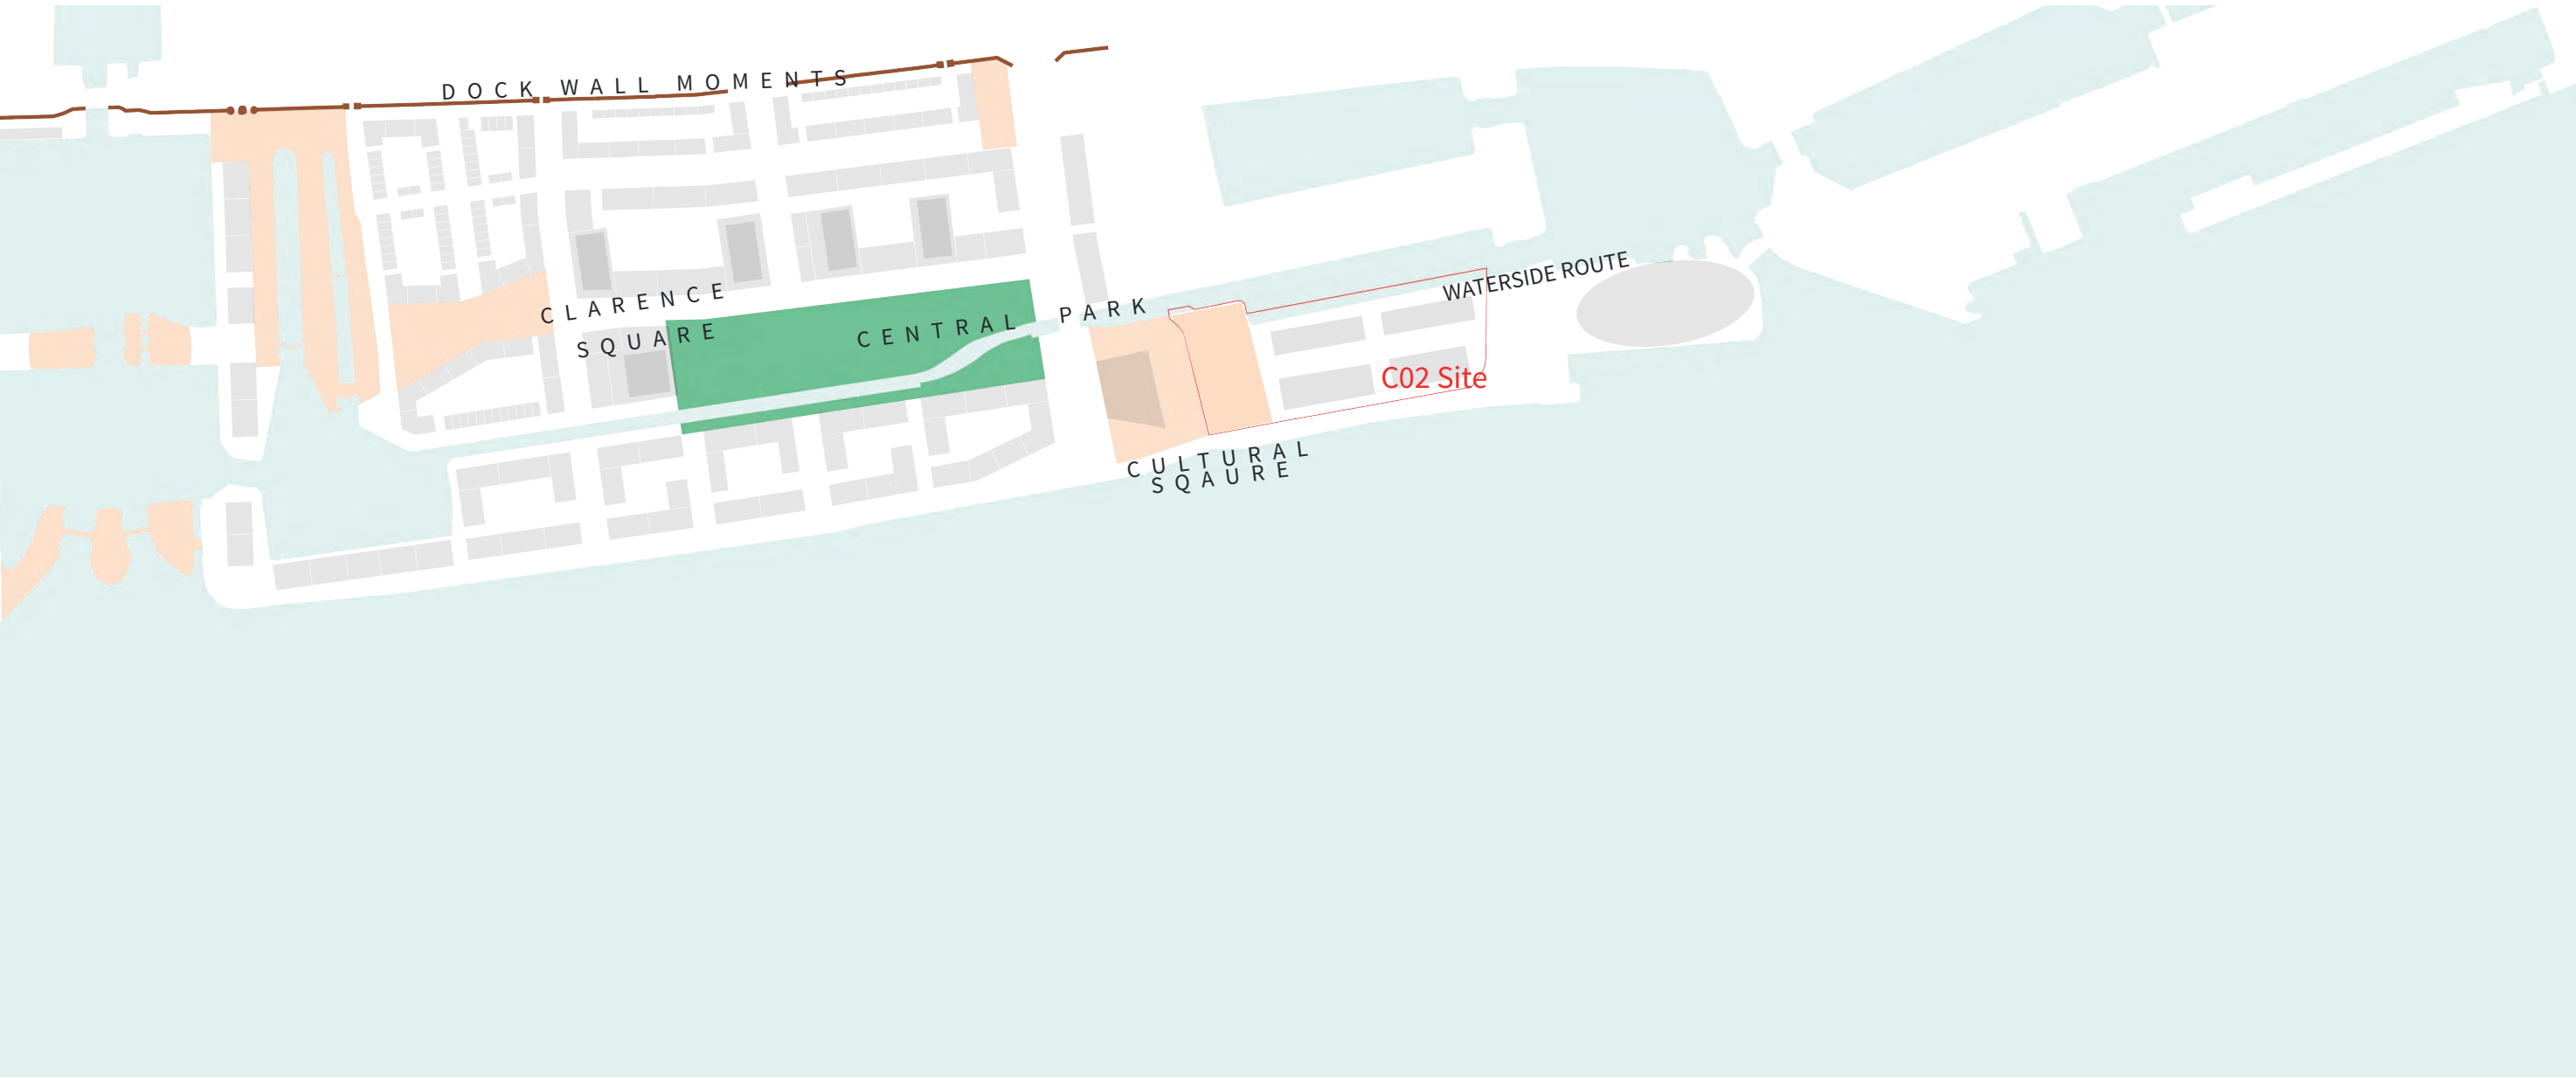 DOCK WALL MOMENTS
CLARENCE
SQUARE
CENTRAL PARK
WATERSIDE ROUTE
C02 Site
CULTURAL
SQAURE